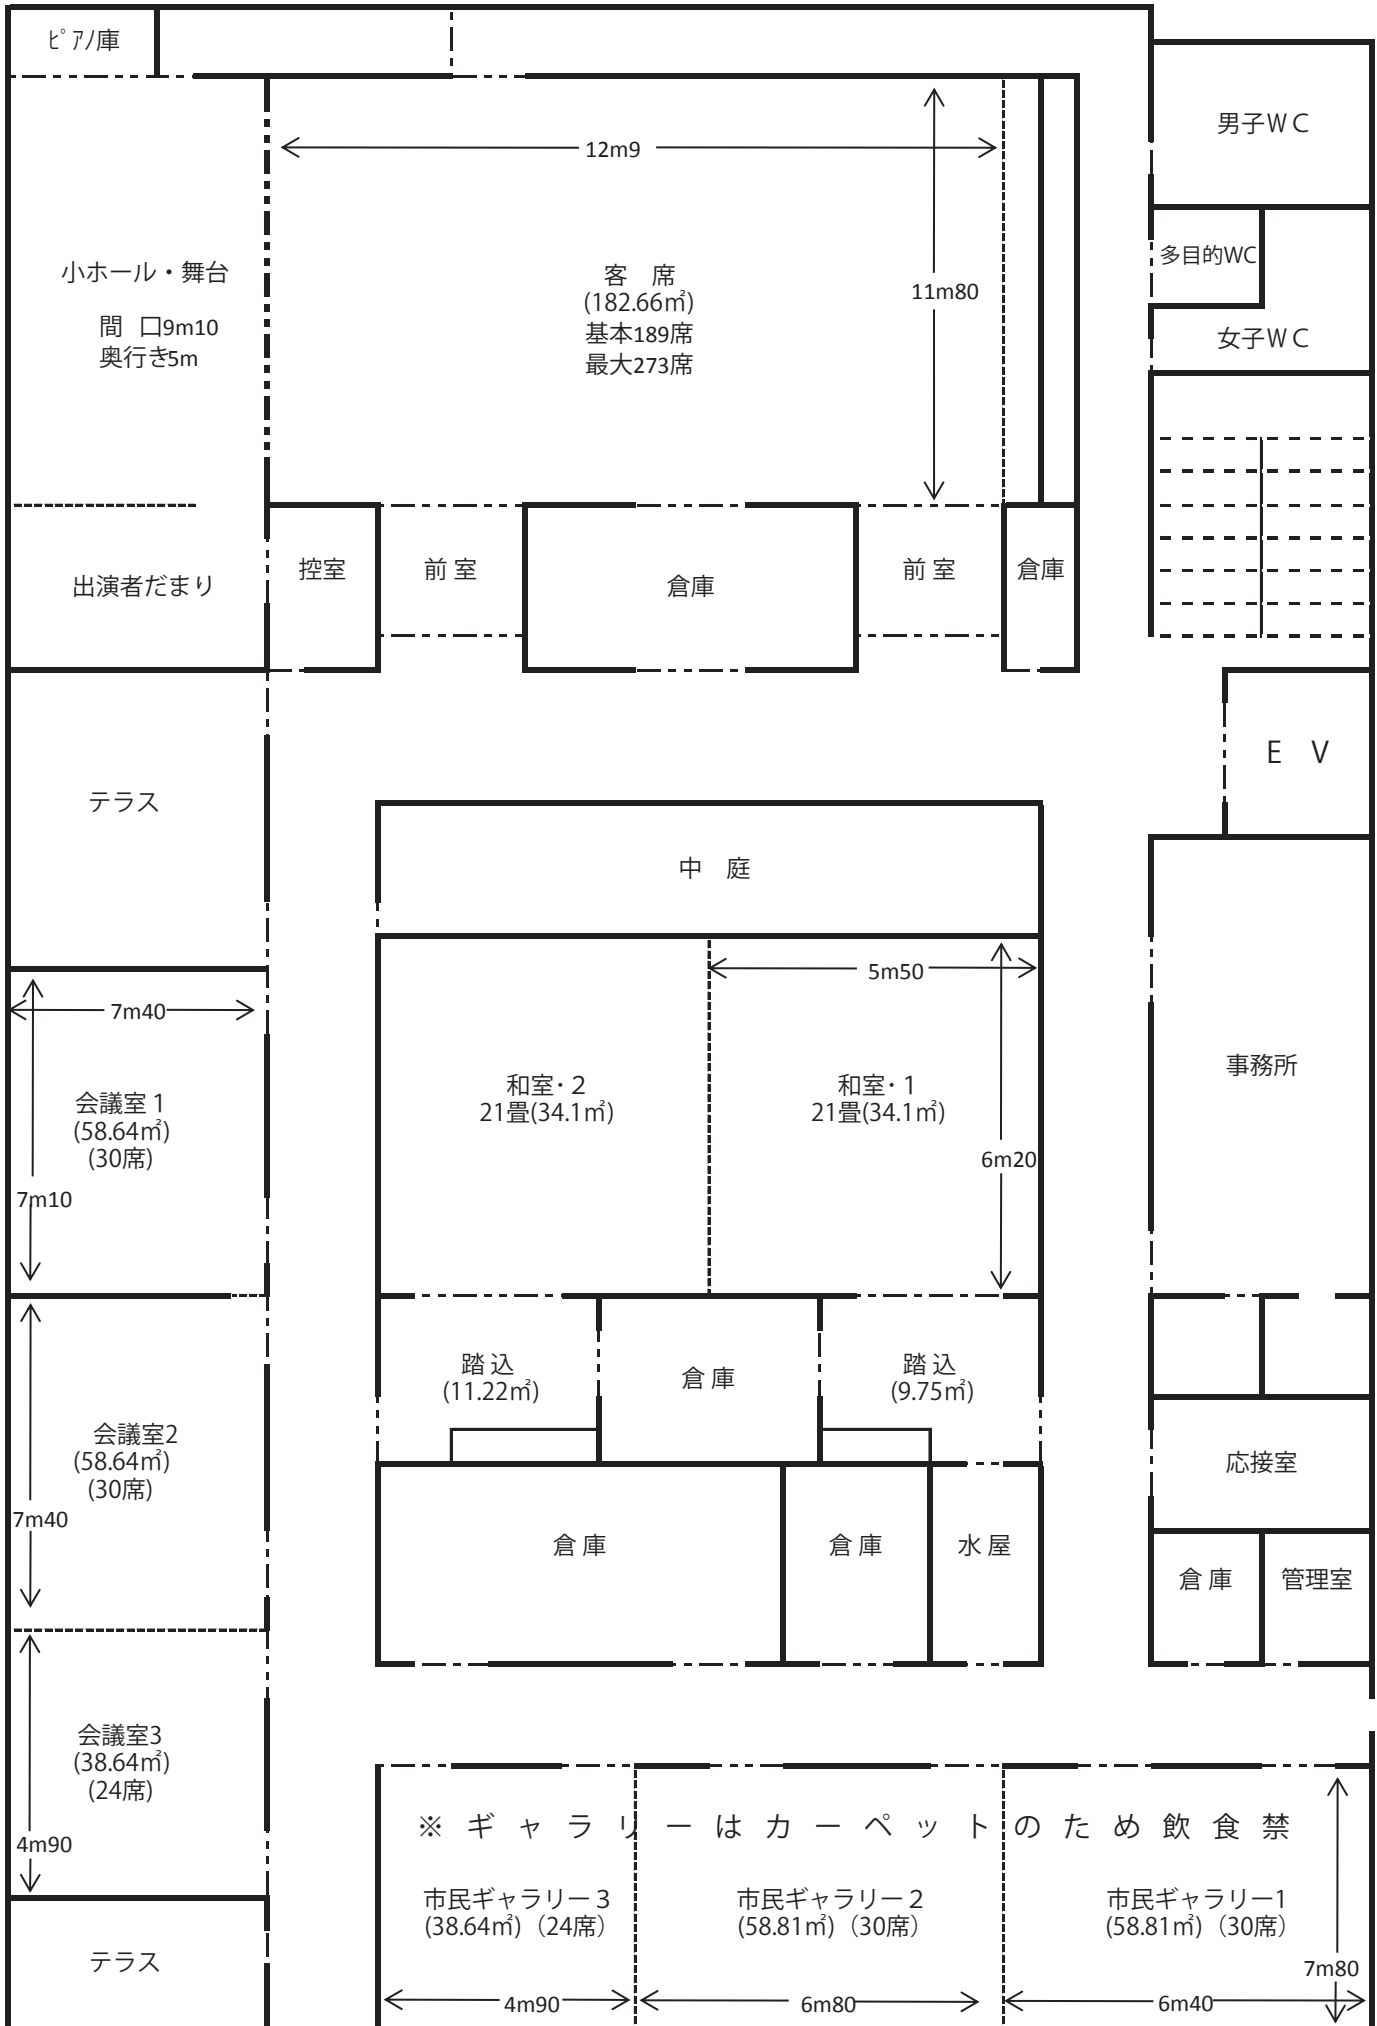 ﾋﾟｱﾉ庫
男子ＷＣ
12m9
多目的WC
小ホール・舞台
間　口9m10
奥行き5m
客　席
(182.66㎡)
基本189席
最大273席
11m80
女子ＷＣ
出演者だまり
控室
前 室
倉庫
前 室
倉庫
Ｅ　Ｖ
テラス
中　庭
5m50
7m40
会議室１
(58.64㎡)
(30席)
7m10
和室･２
21畳(34.1㎡)
和室･１
21畳(34.1㎡)
6m20
事務所
踏 込
(11.22㎡)
倉 庫
踏 込
(9.75㎡)
会議室2
(58.64㎡)
(30席)
7m40
応接室
倉 庫
倉 庫
水 屋
倉 庫
管理室
会議室3
(38.64㎡)
(24席)
4m90
※ ギ ャ ラ リ ー は カ ー ペ ッ ト の た め 飲 食 禁
市民ギャラリー３
(38.64㎡)（24席）
市民ギャラリー２
(58.81㎡)（30席）
市民ギャラリー1
(58.81㎡)（30席）
テラス
7m80
4m90
6m80
6m40